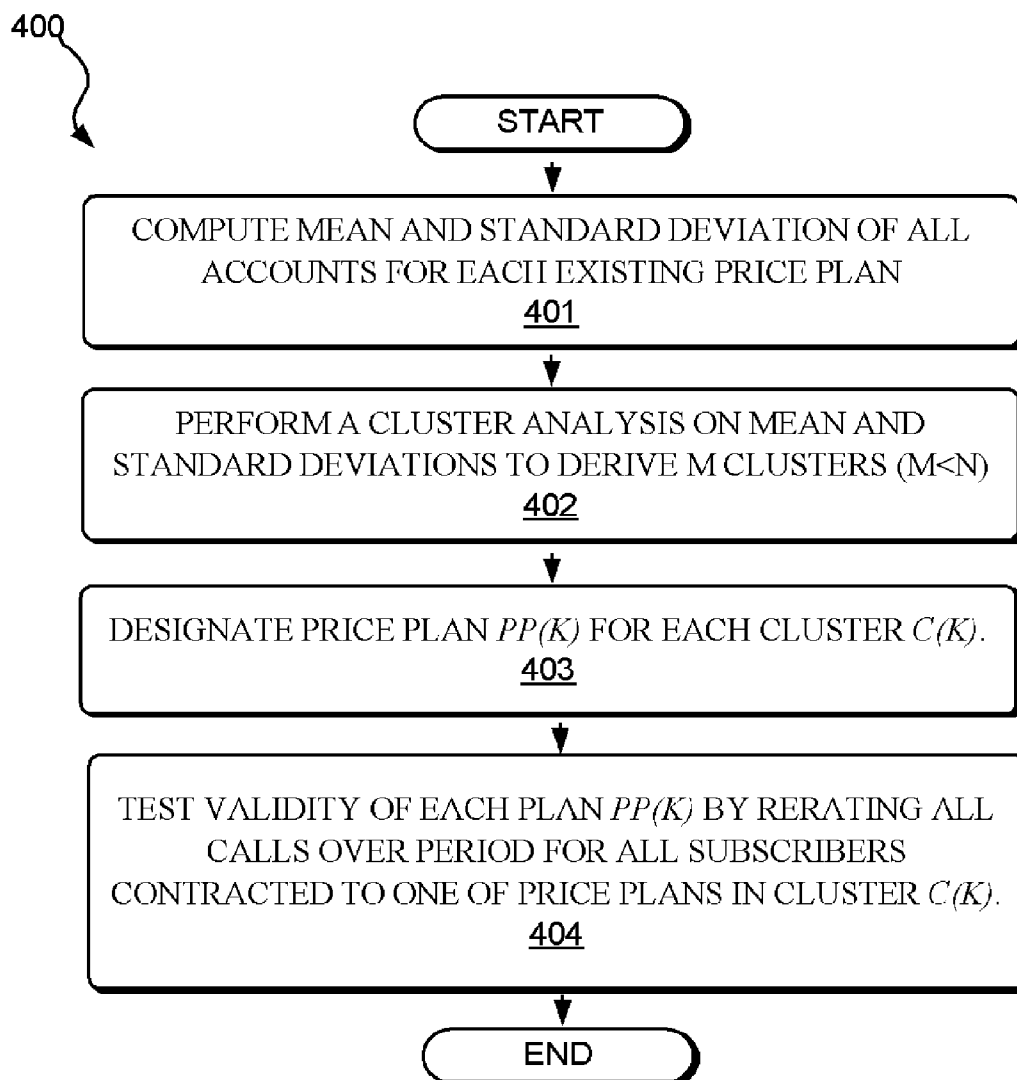 400
START
COMPUTE MEAN AND STANDARD DEVIATION OF ALL
ACCOUNTS FOR EACH EXISTING PRICE PLAN
401
PERFORM A CLUSTER ANALYSIS ON MEAN AND
STANDARD DEVIATIONS TO DERIVE M CLUSTERS (M<N)
402
DESIGNATE PRICE PLAN PP(K) FOR EACH CLUSTER C(K).
403
TEST VALIDITY OF EACH PLAN PP(K) BY RERATING ALL
CALLS OVER PERIOD FOR ALL SUBSCRIBERS
CONTRACTED TO ONE OF PRICE PLANS IN CLUSTER C(K).
404
END